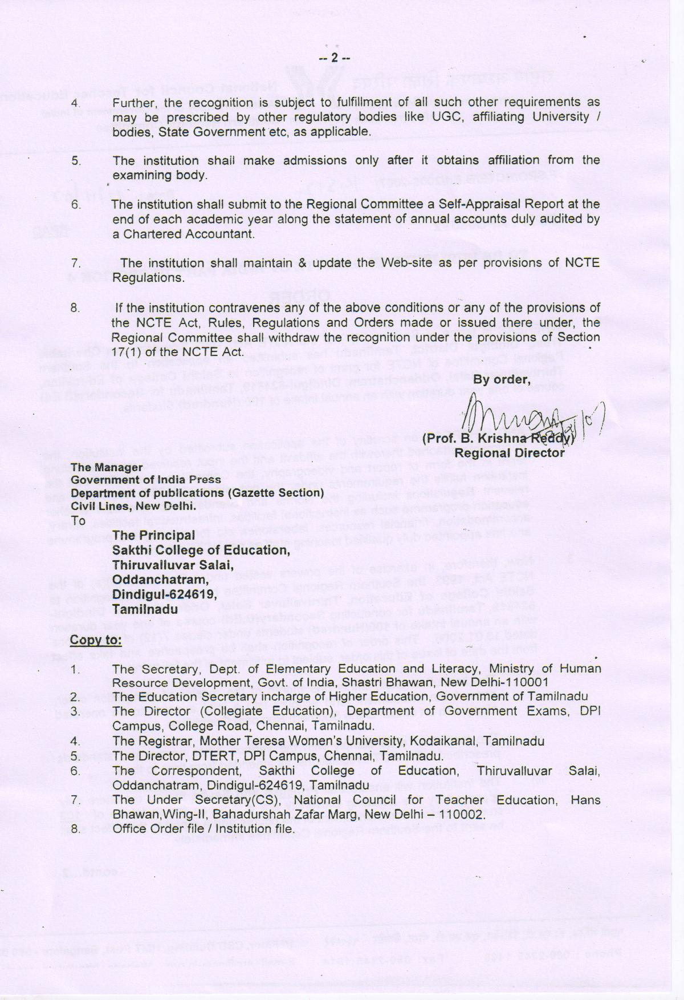 -- 2 --
4. Further, the recognition is subject to fulfillment of all such other requirements as
may be prescribed by other regulatory bodies like UGC, affiliating University /
bodies, State Government etc, as applicable.
5. The institution shall make admissions only after it obtains affiliation from the
examining body.
6. The institution shall submit to the Regional Committee a Self-Appraisal Report at the
end of each academic year along the statement of annual accounts duly audited by
a Chartered Accountant.
7. The institution shall maintain & update the Web-site as per provisions of NCTE
Regulations.
8. If the institution contravenes any of the above conditions or any of the provisions of
the NCTE Act, Rules, Regulations and Orders made or issued there under, the
Regional Committee shall withdraw the recognition under the provisions of Section
17(1) of the NCTE Act.
By order,
(Prof. B. Krishna Reddy)
Regional Director
The Manager
Government of India Press
Department of publications (Gazette Section)
Civil Lines, New Delhi.
To
The Principal
Sakthi College of Education,
Thiruvalluvar Salai,
Oddanchatram,
Dindigul-624619,
Tamilnadu
Copy to:
1. The Secretary, Dept. of Elementary Education and Literacy, Ministry of Human
Resource Development, Govt. of India, Shastri Bhawan, New Delhi-110001
2. The Education Secretary incharge of Higher Education, Government of Tamilnadu
3. The Director (Collegiate Education), Department of Government Exams, DPI
Campus, College Road, Chennai, Tamilnadu.
4. The Registrar, Mother Teresa Women's University, Kodaikanal, Tamilnadu
5. The Director, DTERT, DPI Campus, Chennai, Tamilnadu.
6. The Correspondent, Sakthi College of Education, Thiruvalluvar Salai,
Oddanchatram, Dindigul-624619, Tamilnadu
7. The Under Secretary(CS), National Council for Teacher Education, Hans
Bhawan,Wing-II, Bahadurshah Zafar Marg, New Delhi – 110002.
8. Office Order file / Institution file.